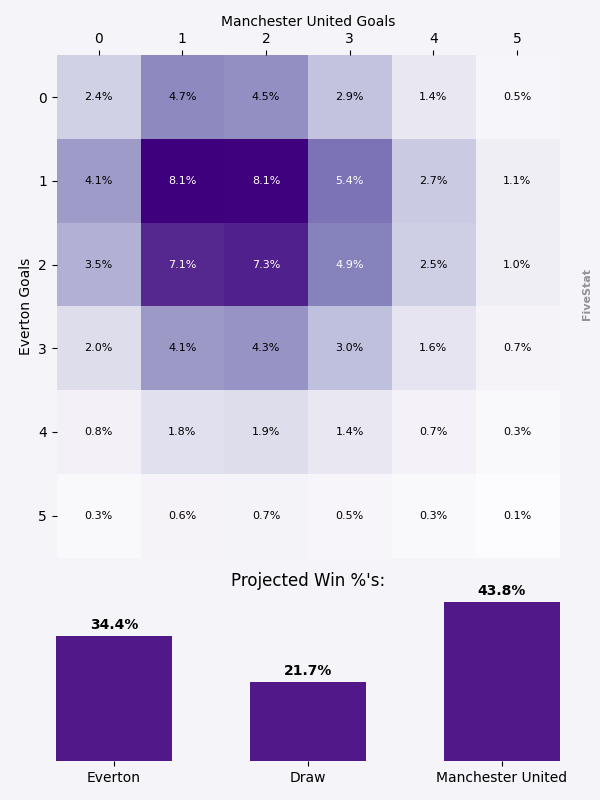 Manchester United Goals
0 1 2 3 4 5
0 2.4% 4.7% 4.5% 2.9% 1.4% 0.5%
1 4.1% 8.1% 8.1% 5.4% 2.7% 1.1%
2 3.5% 7.1% 7.3% 4.9% 2.5% 1.0%
3 2.0% 4.1% 4.3% 3.0% 1.6% 0.7%
4 0.8% 1.8% 1.9% 1.4% 0.7% 0.3%
5 0.3% 0.6% 0.7% 0.5% 0.3% 0.1%
Everton Goals
FiveStat
Projected Win %'s:
34.4% 21.7% 43.8%
Everton Draw Manchester United